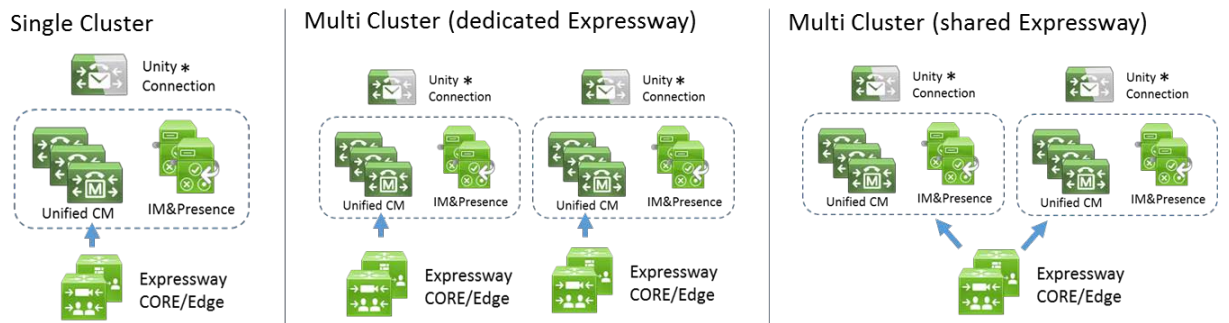 Single Cluster
Unity *
Connection
Unified CM
IM&Presence
Expressway
CORE/Edge
Multi Cluster (dedicated Expressway)
Unity *
Connection
Unity *
Connection
M
Unified CM
IM&Presence
M
Unified CM
IM&Presence
Expressway
CORE/Edge
Expressway
CORE/Edge
Multi Cluster (shared Expressway)
Unity *
Connection
Unity *
Connection
M
Unified CM
IM&Presence
M
Unified CM
IM&Presence
Expressway
CORE/Edge